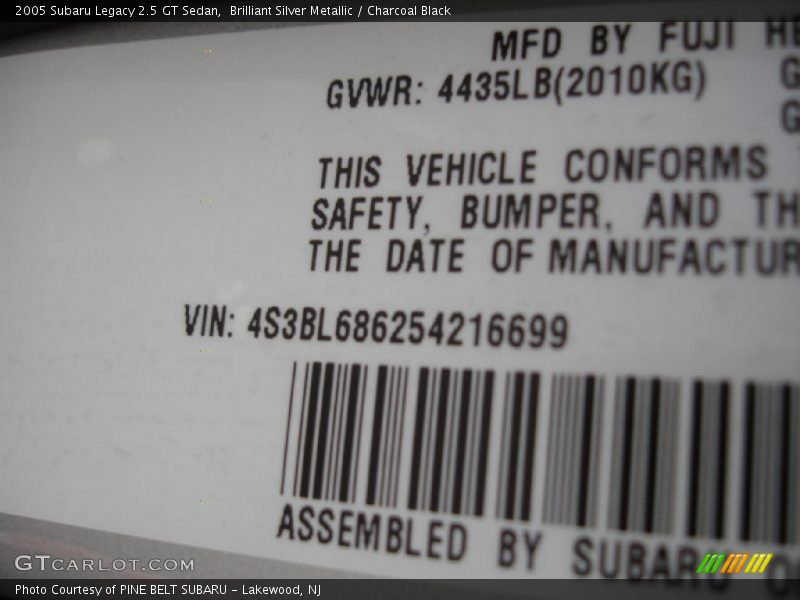 2005 Subaru Legacy 2.5 GT Sedan, Brilliant Silver Metallic / Charcoal Black
MFD BY FUJI
GVWR: 4435LB(2010KG)
THIS VEHICLE CONFORMS
SAFETY, BUMPER, AND
THE DATE OF MANUFACTUR
VIN: 4S3BL686254216699
ASSEMBLED BY SUBARU
GTCARLOT.COM
Photo Courtesy of PINE BELT SUBARU - Lakewood, NJ